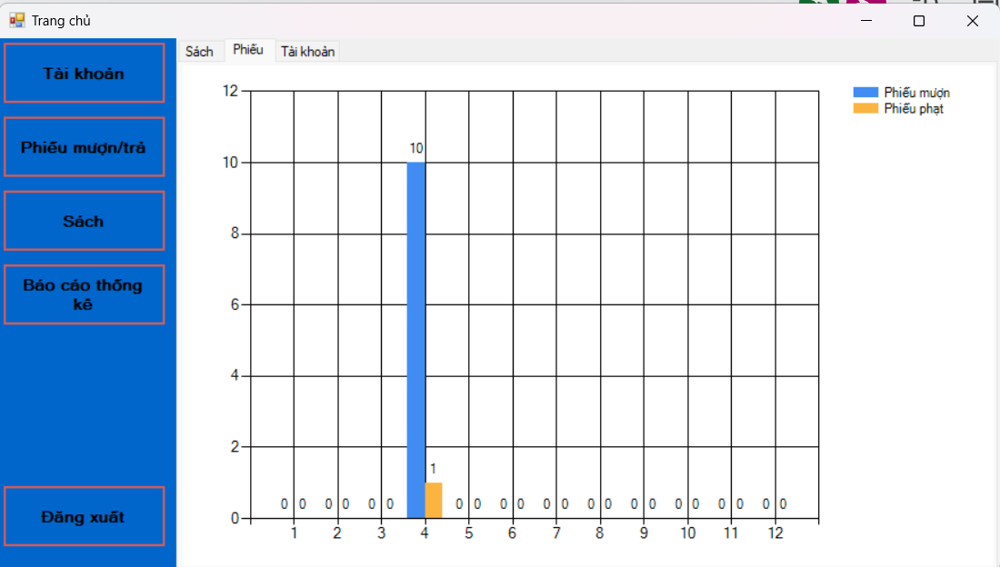 Trang chủ
Tài khoản
Phiếu mượn/trả
Sách
Báo cáo thống
kê
Đăng xuất
Sách
Phiếu
Tài khoản
12
10
8
6
4
2
0
10
1
0 0 0 0 0 0 0 0 0 0 0 0 0 0 0 0 0 0 0 0 0 0
1 2 3 4 5 6 7 8 9 10 11 12
Phiếu mượn
Phiếu phạt